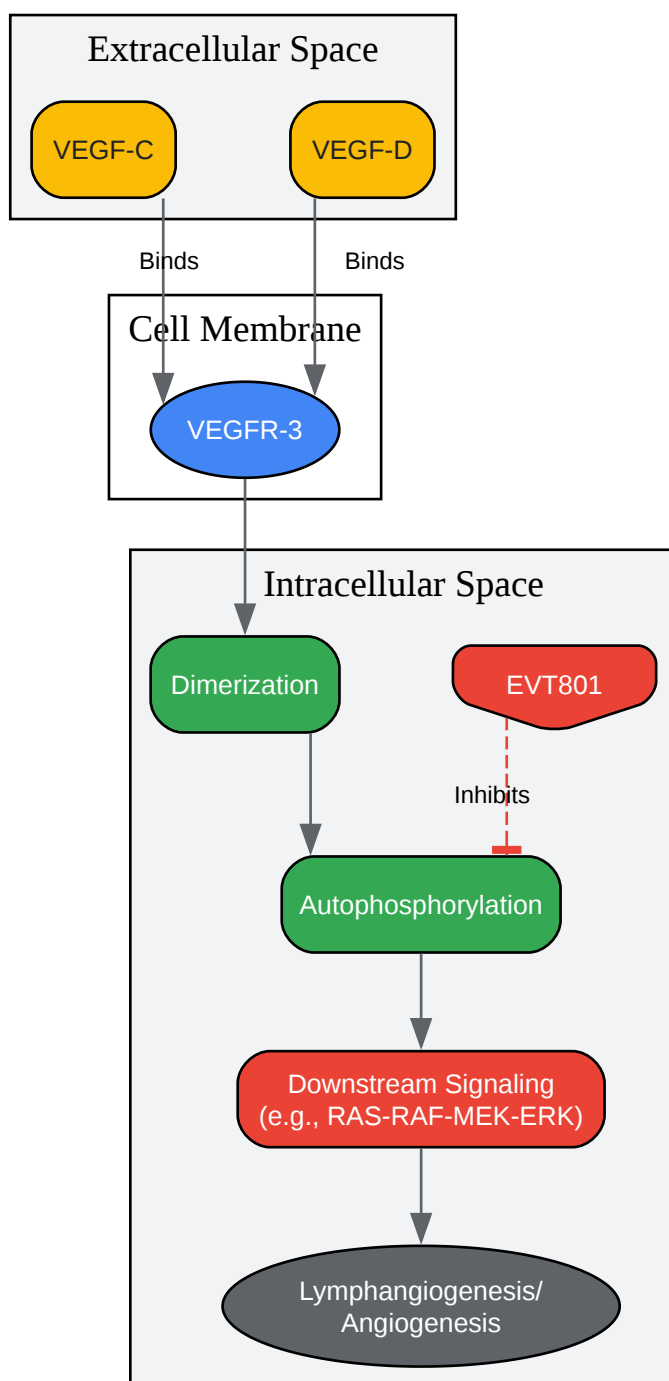 Extracellular Space
VEGF-C
VEGF-D
Binds
Binds
Cell Membrane
VEGFR-3
Intracellular Space
Dimerization
EVT801
Inhibits
Autophosphorylation
Downstream Signaling
(e.g., RAS-RAF-MEK-ERK)
Lymphangiogenesis/
Angiogenesis